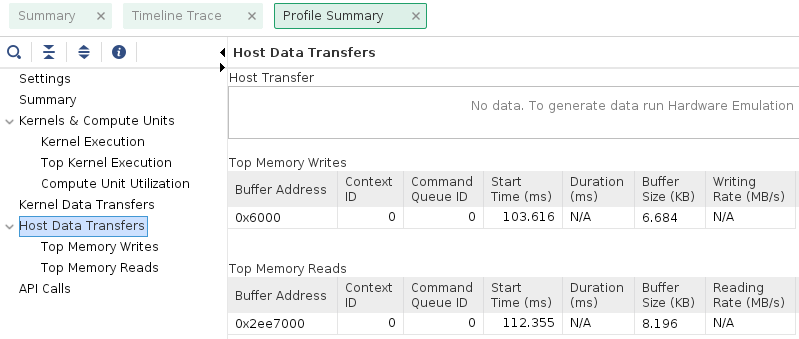 Summary
Timeline Trace
Profile Summary
Settings
Summary
Kernels & Compute Units
Kernel Execution
Top Kernel Execution
Compute Unit Utilization
Kernel Data Transfers
Host Data Transfers
Top Memory Writes
Top Memory Reads
API Calls
Host Data Transfers
Host Transfer
No data. To generate data run Hardware Emulation
Top Memory Writes
Buffer Address Context ID Command Queue ID Start Time (ms) Duration (ms) Buffer Size (KB) Writing Rate (MB/s)
0x6000 0 0 103.616 N/A 6.684 N/A
Top Memory Reads
Buffer Address Context ID Command Queue ID Start Time (ms) Duration (ms) Buffer Size (KB) Reading Rate (MB/s)
0x2ee7000 0 0 112.355 N/A 8.196 N/A